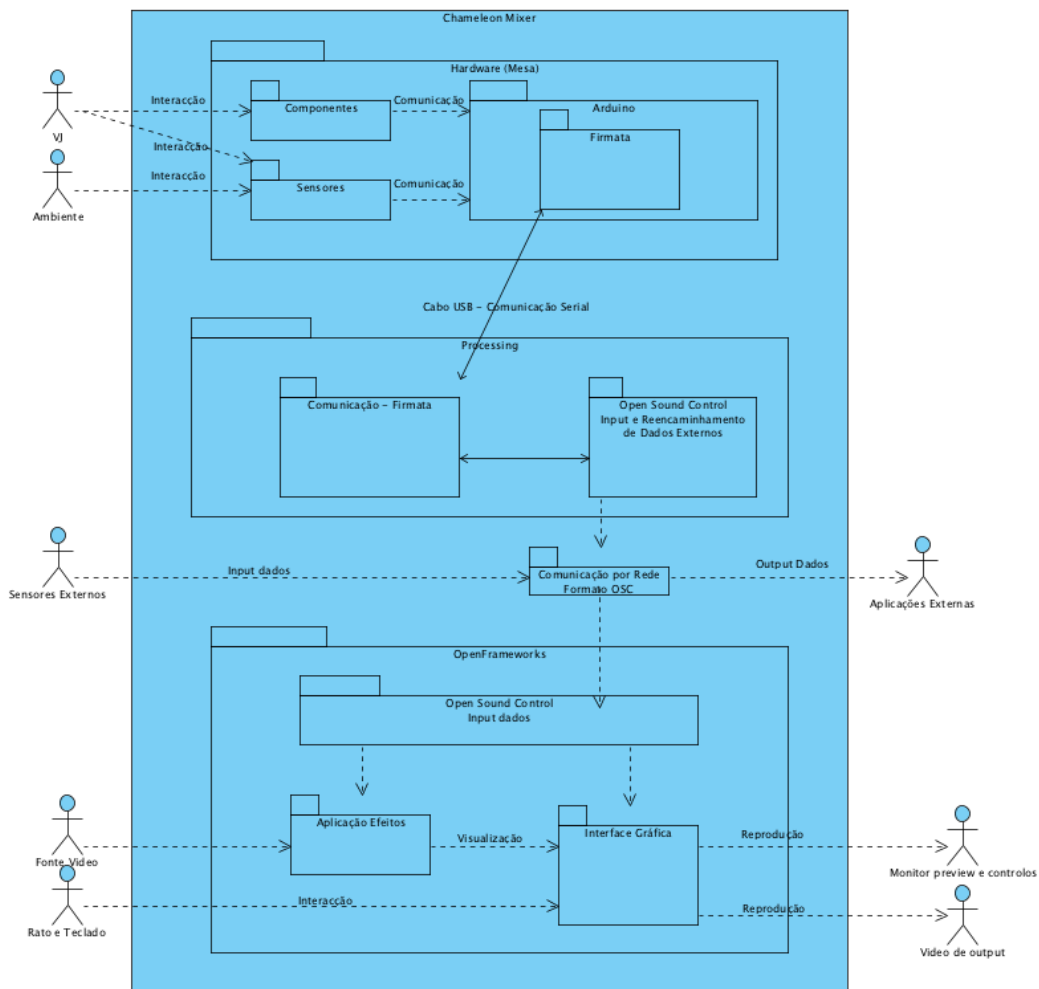 Chameleon Mixer
Hardware (Mesa)
Interacção
Componentes
Comunicação
Arduino
Firmata
VJ
Interacção
Interacção
Sensores
Comunicação
Ambiente
Cabo USB - Comunicação Serial
Processing
Comunicação - Firmata
Open Sound Control
Input e Reencaminhamento
de Dados Externos
Sensores Externos
Input dados
Comunicação por Rede
Formato OSC
Output Dados
Aplicações Externas
OpenFrameworks
Open Sound Control
Input dados
Fonte Video
Aplicação Efeitos
Visualização
Interface Gráfica
Reprodução
Monitor preview e controlos
Rato e Teclado
Interacção
Reprodução
Video de output